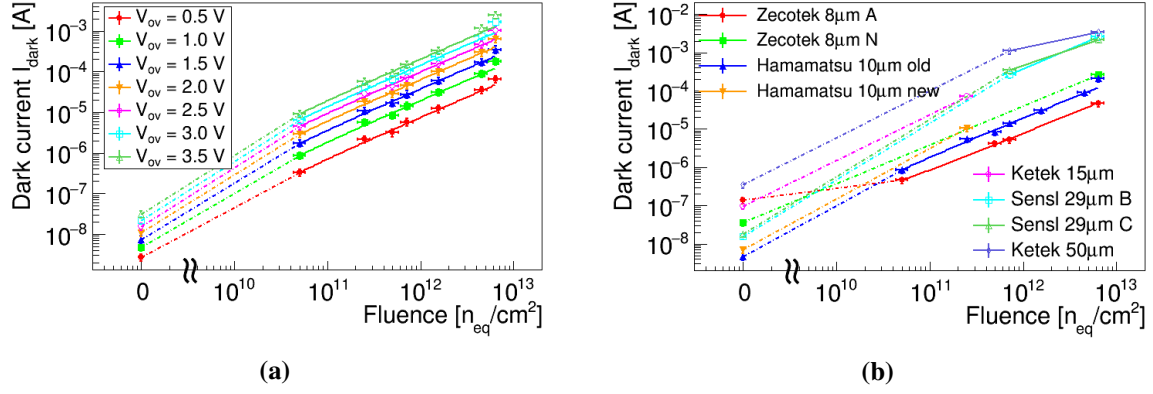 Dark current I_dark [A]
10^-3
10^-4
10^-5
10^-6
10^-7
10^-8
V_ov = 0.5 V
V_ov = 1.0 V
V_ov = 1.5 V
V_ov = 2.0 V
V_ov = 2.5 V
V_ov = 3.0 V
V_ov = 3.5 V
0 10^10 10^11 10^12 10^13
Fluence [n_eq/cm^2]
(a)
Dark current I_dark [A]
10^-2
10^-3
10^-4
10^-5
10^-6
10^-7
10^-8
Zecotek 8μm A
Zecotek 8μm N
Hamamatsu 10μm old
Hamamatsu 10μm new
Ketek 15μm
Sensl 29μm B
Sensl 29μm C
Ketek 50μm
0 10^10 10^11 10^12 10^13
Fluence [n_eq/cm^2]
(b)